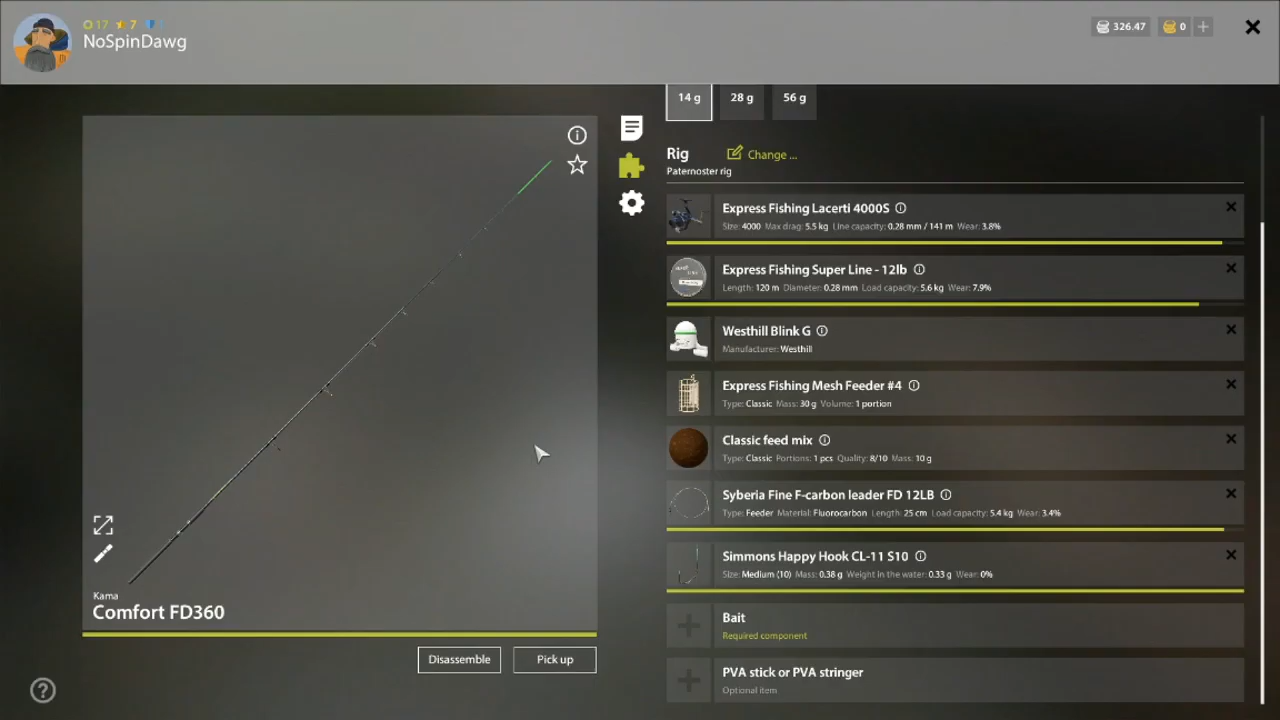 17 7
NoSpinDawg
326.47
0
14 g 28 g 56 g
Rig Change ...
Paternoster rig
Express Fishing Lacerti 4000S
Size: 4000 Max drag: 5.5 kg Line capacity: 0.28 mm / 141 m Wear: 3.8%
Express Fishing Super Line - 12lb
Length: 120 m Diameter: 0.28 mm Load capacity: 5.6 kg Wear: 7.9%
Westhill Blink G
Manufacturer: Westhill
Express Fishing Mesh Feeder #4
Type: Classic Mass: 30 g Volume: 1 portion
Classic feed mix
Type: Classic Portions: 1 pcs Quality: 8/10 Mass: 10 g
Syberia Fine F-carbon leader FD 12LB
Type: Feeder Material: Fluorocarbon Length: 25 cm Load capacity: 5.4 kg Wear: 3.4%
Simmons Happy Hook CL-11 S10
Size: Medium (10) Mass: 0.38 g Weight in the water: 0.33 g Wear: 0%
Bait
Required component
PVA stick or PVA stringer
Optional item
Kama
Comfort FD360
Disassemble
Pick up